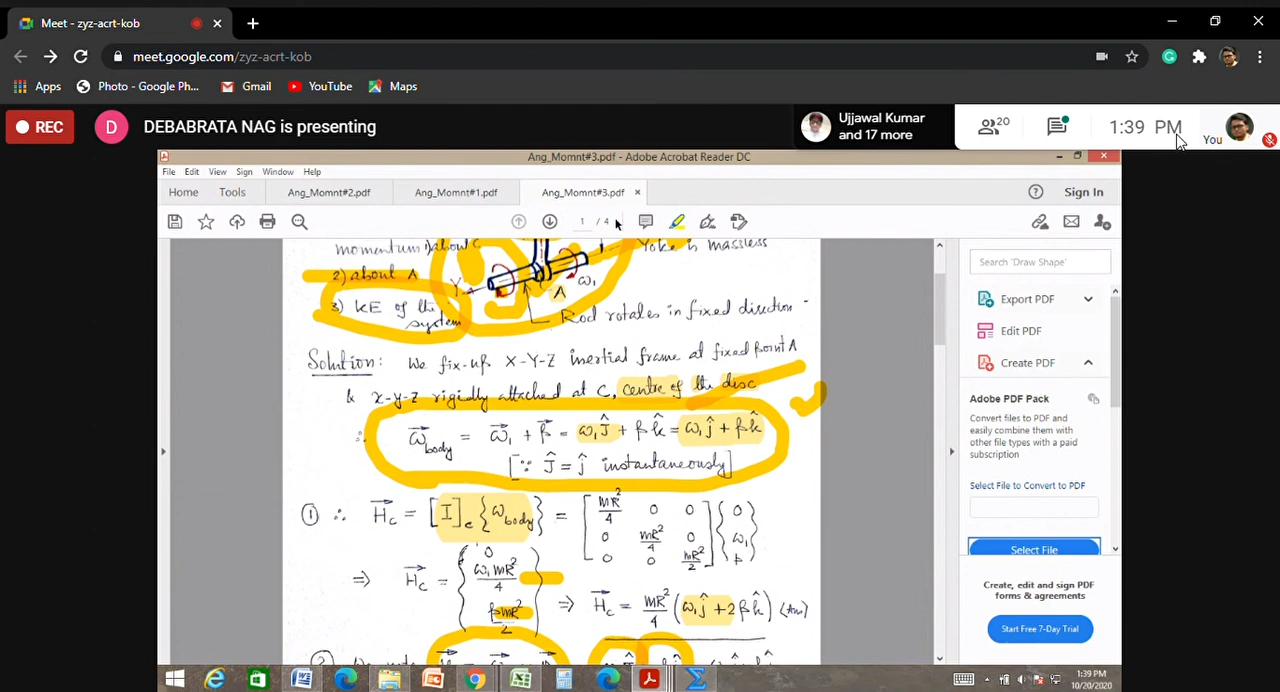 Meet - zyz-acrt-kob
meet.google.com/zyz-acrt-kob
Apps Photo - Google Ph... Gmail YouTube Maps
REC D DEBABRATA NAG is presenting
Ujjawal Kumar
and 17 more
20
1:39 PM
You
Ang_Momnt#3.pdf - Adobe Acrobat Reader DC
File Edit View Sign Window Help
Home Tools Ang_Momnt#2.pdf Ang_Momnt#1.pdf Ang_Momnt#3.pdf × Sign In
1 / 4
momentum 1) about C Yoke is massless
2) about A
Y A ω₁
3) KE of the
system
Rod rotates in fixed direction
Solution: We fix-up X-Y-Z inertial frame at fixed point A
& x-y-z rigidly attached at C, centre of the disc
∴ ω⃗body = ω⃗₁ + β⃗ = ω₁Ĵ + βk̂ = ω₁ĵ + βk̂
[∵ Ĵ = ĵ instantaneously]
① ∴ H⃗c = [I]c {ωbody} = [MR²/4 0 0; 0 MR²/4 0; 0 0 MR²/2] {0; ω₁; β}
⇒ H⃗c = {0; ω₁MR²/4; βMR²/2} ⇒ H⃗c = MR²/4 (ω₁ĵ + 2βk̂) (Ans)
Search 'Draw Shape'
Export PDF
Edit PDF
Create PDF
Adobe PDF Pack
Convert files to PDF and
easily combine them with
other file types with a paid
subscription
Select File to Convert to PDF
Select File
Create, edit and sign PDF
forms & agreements
Start Free 7-Day Trial
1:39 PM
10/20/2020